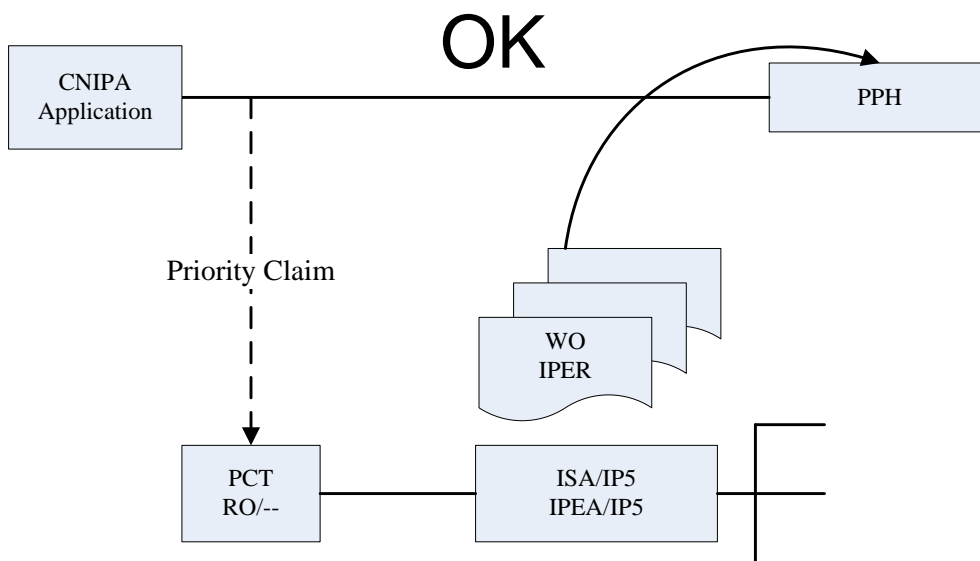 OK
CNIPA
Application
PPH
Priority Claim
WO
IPER
PCT
RO/--
ISA/IP5
IPEA/IP5